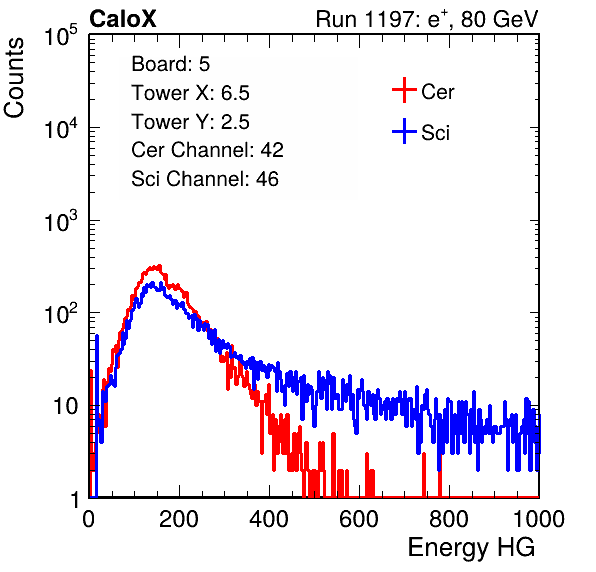 CaloX Run 1197: e+, 80 GeV
Counts
10^5
10^4
10^3
10^2
10
1
Board: 5
Tower X: 6.5
Tower Y: 2.5
Cer Channel: 42
Sci Channel: 46
Cer
Sci
0 200 400 600 800 1000
Energy HG